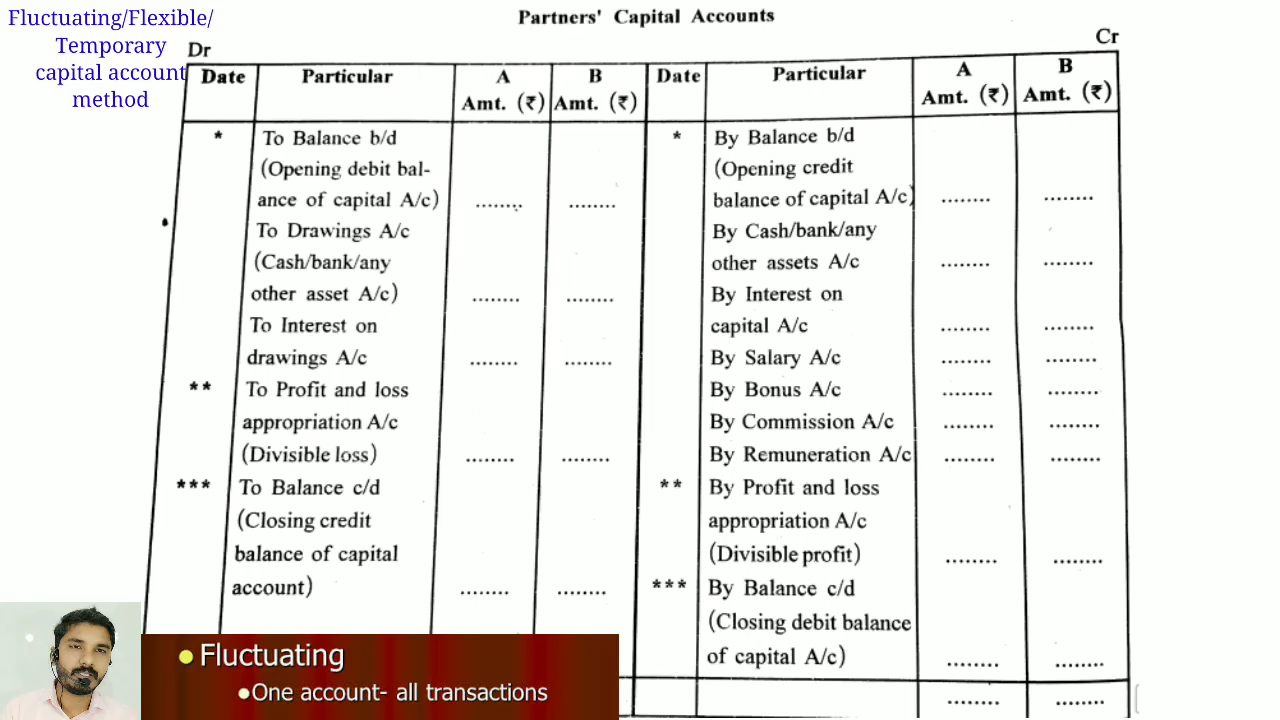 Fluctuating/Flexible/
Temporary
capital account
method
Partners' Capital Accounts
Dr
Cr
Date Particular A B Date Particular A B
Amt. (₹) Amt. (₹) Amt. (₹) Amt. (₹)
* To Balance b/d
(Opening debit bal-
ance of capital A/c) ........ ........
To Drawings A/c
(Cash/bank/any
other asset A/c) ........ ........
To Interest on
drawings A/c ........ ........
** To Profit and loss
appropriation A/c
(Divisible loss) ........ ........
*** To Balance c/d
(Closing credit
balance of capital
account) ........ ........
* By Balance b/d
(Opening credit
balance of capital A/c) ........ ........
By Cash/bank/any
other assets A/c ........ ........
By Interest on
capital A/c ........ ........
By Salary A/c ........ ........
By Bonus A/c ........ ........
By Commission A/c ........ ........
By Remuneration A/c ........ ........
** By Profit and loss
appropriation A/c
(Divisible profit) ........ ........
*** By Balance c/d
(Closing debit balance
of capital A/c) ........ ........
........ ........
● Fluctuating
●One account- all transactions